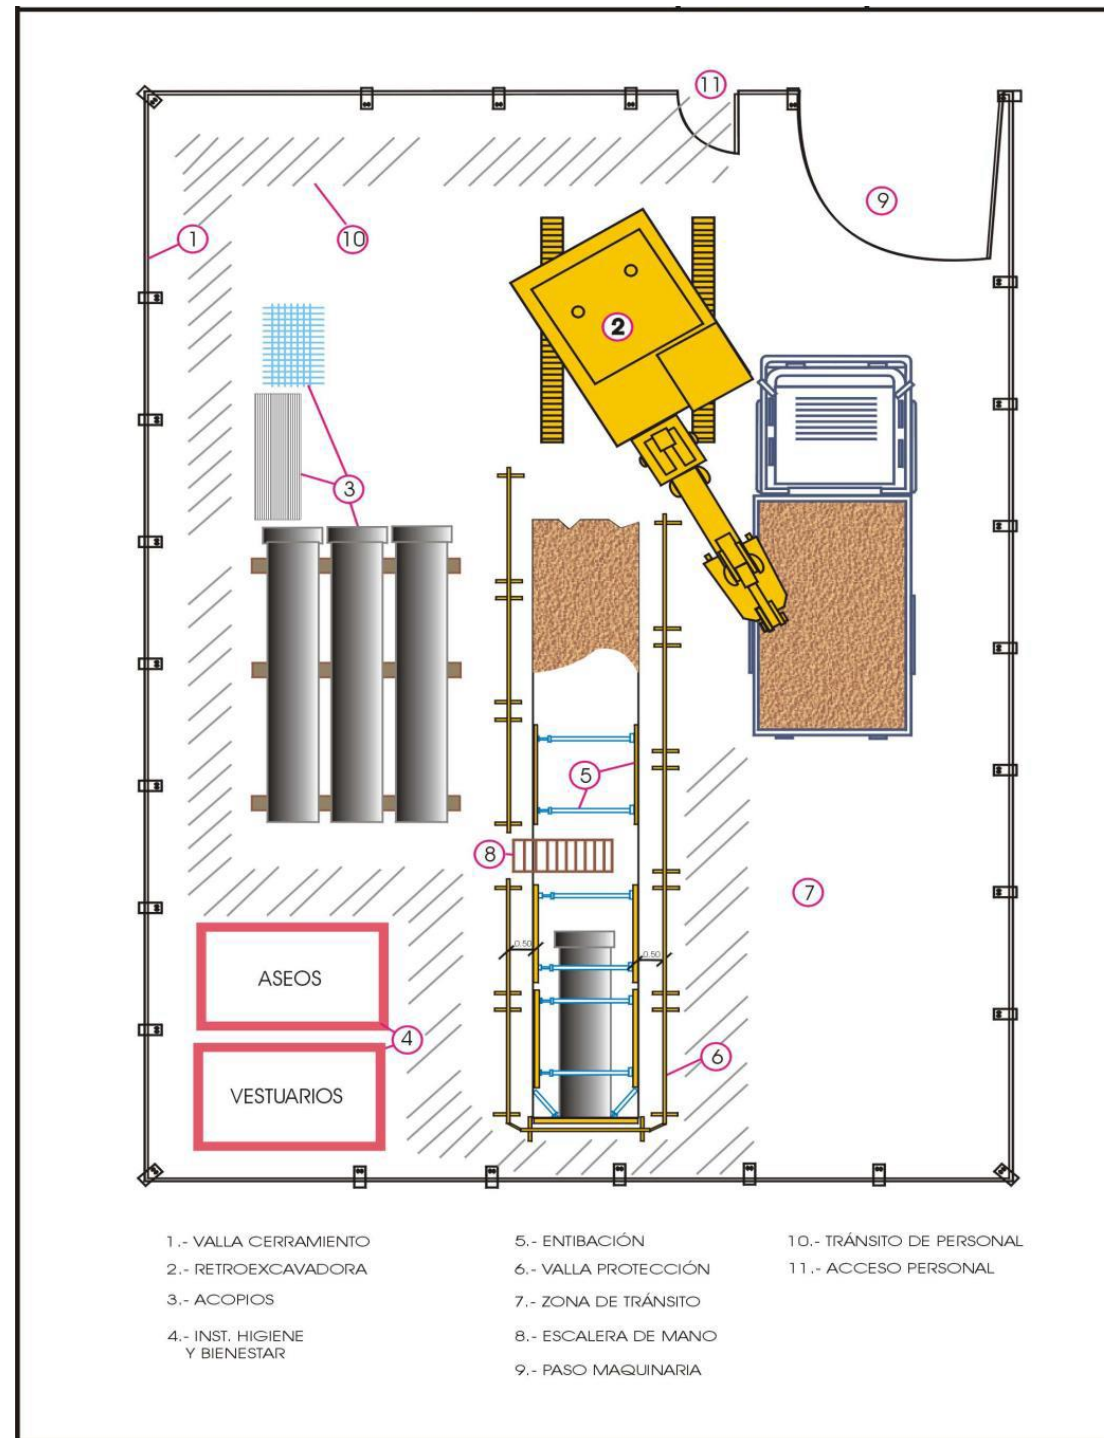 11
9
1
10
2
3
5
8
7
0.50
0.50
ASEOS
4
6
VESTUARIOS
1.- VALLA CERRAMIENTO
2.- RETROEXCAVADORA
3.- ACOPIOS
4.- INST. HIGIENE
Y BIENESTAR
5.- ENTIBACIÓN
6.- VALLA PROTECCIÓN
7.- ZONA DE TRÁNSITO
8.- ESCALERA DE MANO
9.- PASO MAQUINARIA
10.- TRÁNSITO DE PERSONAL
11.- ACCESO PERSONAL